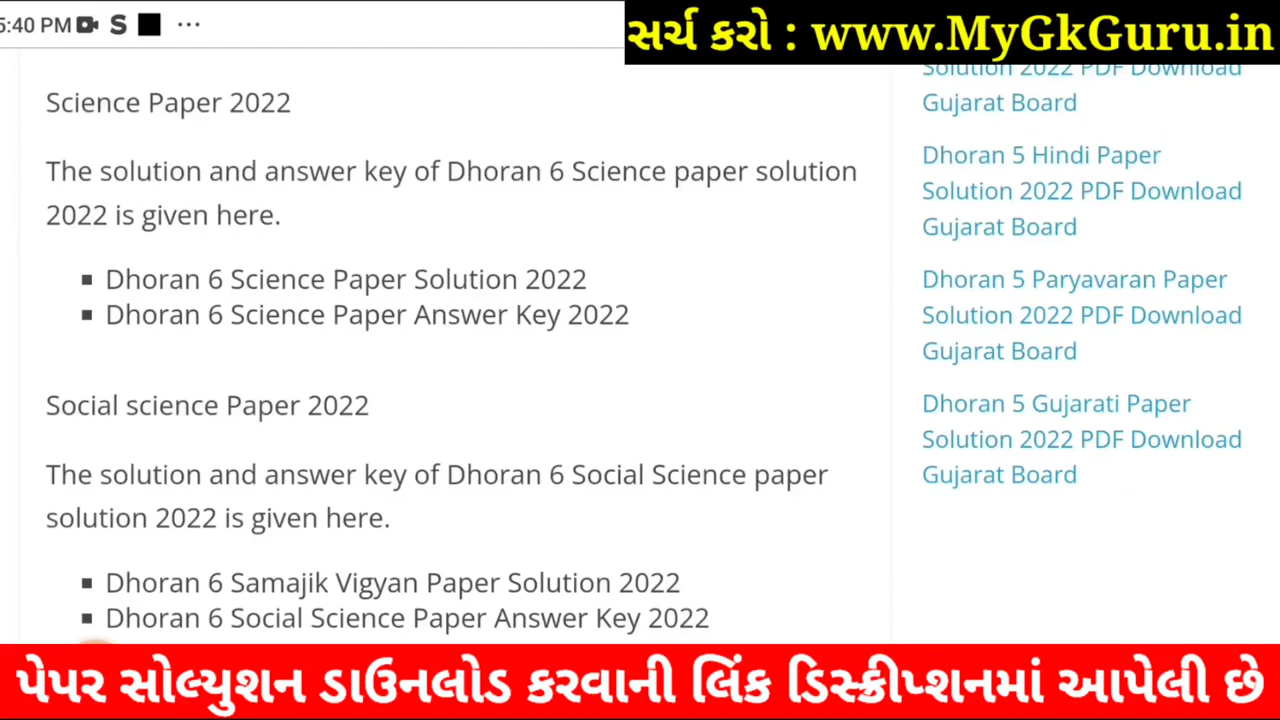 5:40 PM S ...
સર્ચ કરો : www.MyGkGuru.in
Science Paper 2022
The solution and answer key of Dhoran 6 Science paper solution
2022 is given here.
▪ Dhoran 6 Science Paper Solution 2022
▪ Dhoran 6 Science Paper Answer Key 2022
Social science Paper 2022
The solution and answer key of Dhoran 6 Social Science paper
solution 2022 is given here.
▪ Dhoran 6 Samajik Vigyan Paper Solution 2022
▪ Dhoran 6 Social Science Paper Answer Key 2022
Solution 2022 PDF Download
Gujarat Board
Dhoran 5 Hindi Paper
Solution 2022 PDF Download
Gujarat Board
Dhoran 5 Paryavaran Paper
Solution 2022 PDF Download
Gujarat Board
Dhoran 5 Gujarati Paper
Solution 2022 PDF Download
Gujarat Board
પેપર સોલ્યુશન ડાઉનલોડ કરવાની લિંક ડિસ્ક્રીપ્શનમાં આપેલી છે